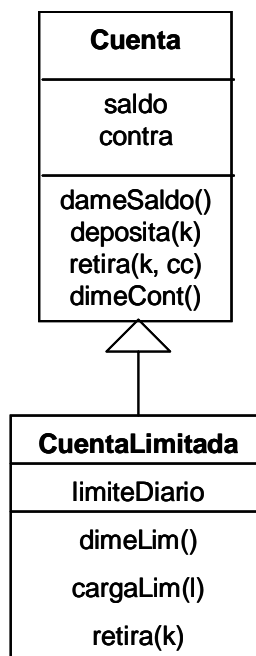 Cuenta
saldo
contra
dameSaldo()
deposita(k)
retira(k, cc)
dimeCont()
CuentaLimitada
limiteDiario
dimeLim()
cargaLim(l)
retira(k)